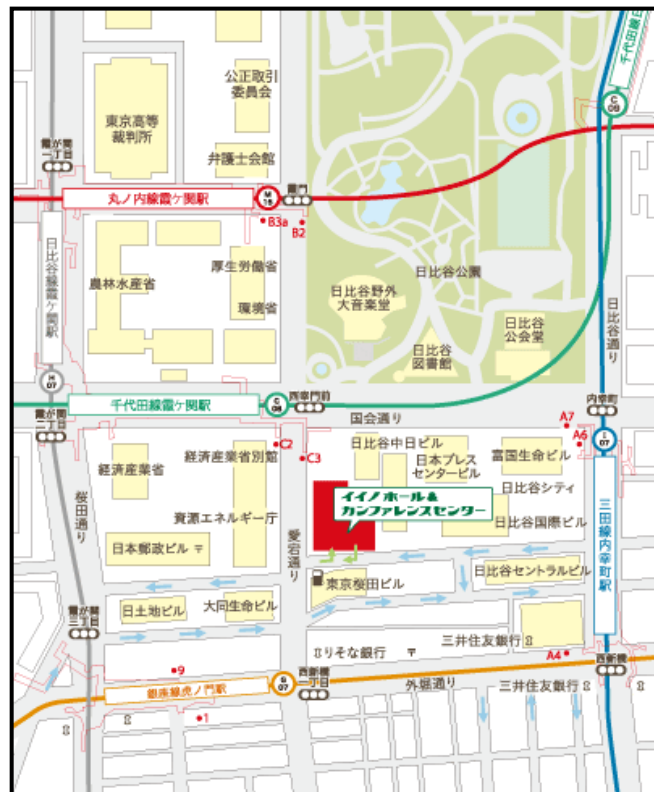 公正取引
委員会
千代田線日
C
09
東京高等
裁判所
弁護士会館
霞が関
一丁目
丸ノ内線霞ケ関駅
M
15
霞門
B3a
B2
日比谷線霞ケ関駅
農林水産省
厚生労働省
環境省
日比谷公園
日比谷野外
大音楽堂
日比谷
図書館
日比谷
公会堂
日比谷通り
H
07
千代田線霞ケ関駅
C
08
西幸門前
国会通り
内幸町
霞が関
二丁目
C2
C3
A7
A6
I
07
経済産業省
経済産業省別館
日比谷中日ビル
日本プレス
センタービル
富国生命ビル
イイノホール&
カンファレンスセンター
日比谷シティ
日比谷国際ビル
桜田通り
資源エネルギー庁
愛宕通り
日本郵政ビル 〒
東京桜田ビル
日比谷セントラルビル
三田線内幸町駅
霞が関
三丁目
日土地ビル
大同生命ビル
りそな銀行
〒
三井住友銀行
A4
9
銀座線虎ノ門駅
G
07
西新橋
一丁目
外堀通り
三井住友銀行
西新橋
1